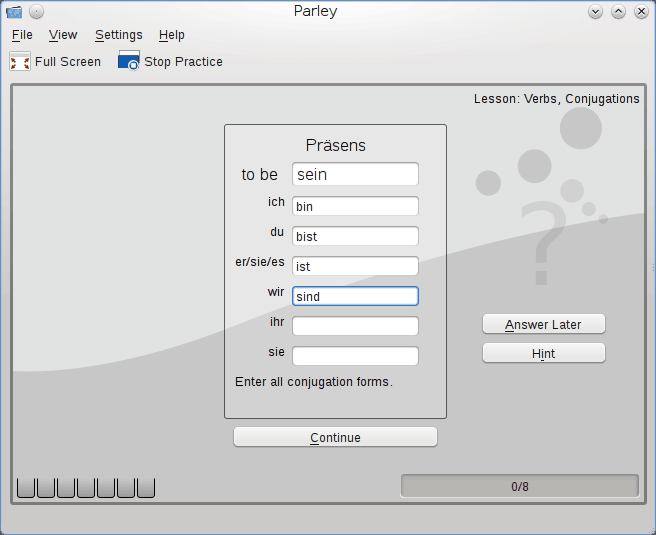 Parley
File View Settings Help
Full Screen Stop Practice
Lesson: Verbs, Conjugations
Präsens
to be sein
ich bin
du bist
er/sie/es ist
wir sind
ihr
sie
Enter all conjugation forms.
?
Answer Later
Hint
Continue
0/8